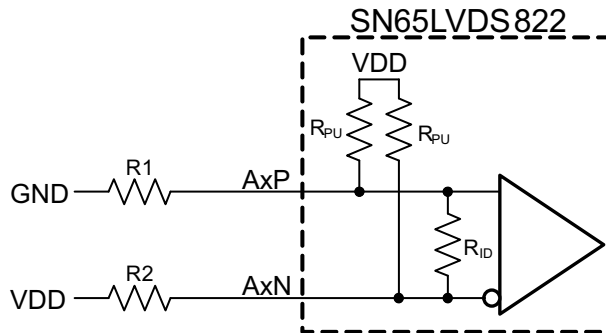 SN65LVDS822
VDD
RPU
RPU
R1
AxP
GND
RID
R2
AxN
VDD